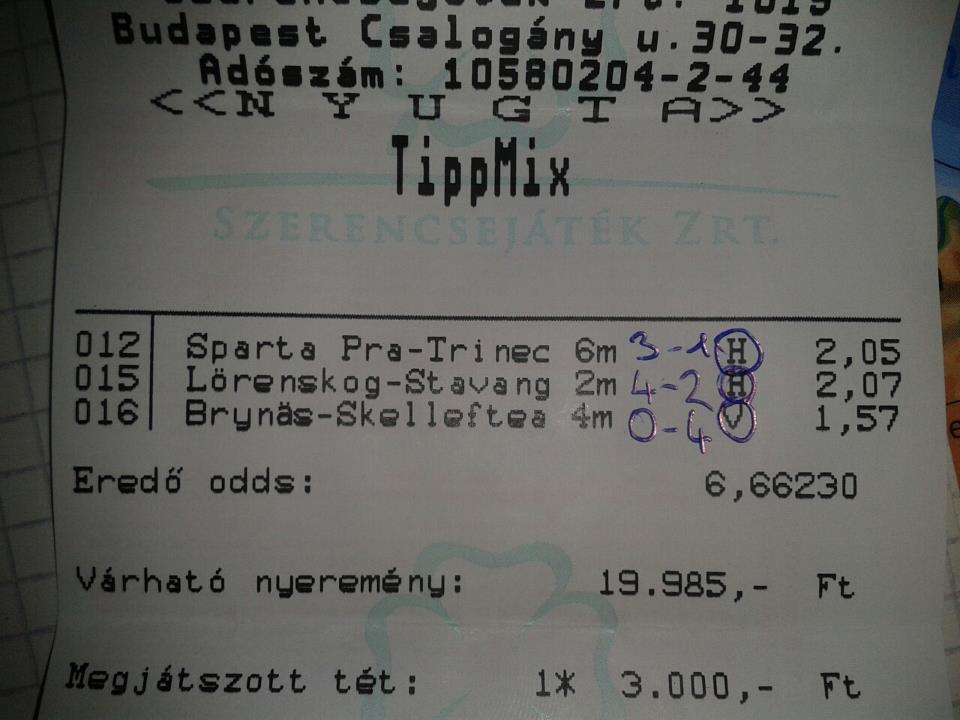 Budapest Csalogány u.30-32.
Adószám: 10580204-2-44
<<N Y U G T A>>
TippMix
SZERENCSEJÁTÉK ZRT.
012 Sparta Pra-Trinec 6m 3-1 H 2,05
015 Lörenskog-Stavang 2m 4-2 H 2,07
016 Brynäs-Skelleftea 4m 0-4 V 1,57
Eredő odds: 6,66230
Várható nyeremény: 19.985,- Ft
Megjátszott tét: 1* 3.000,- Ft